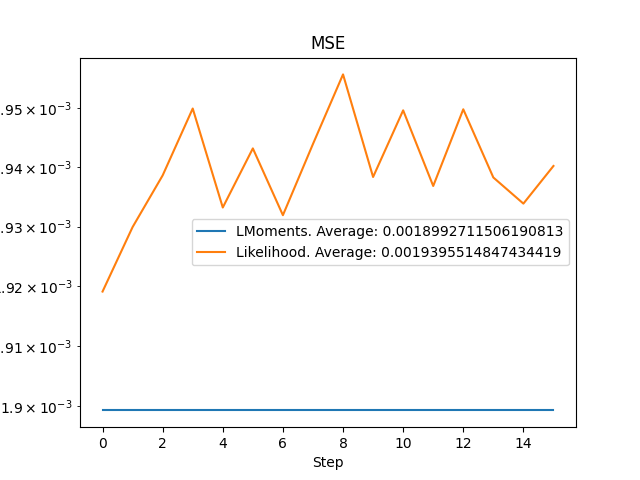 MSE
.95 × 10⁻³
.94 × 10⁻³
.93 × 10⁻³
LMoments. Average: 0.0018992711506190813
Likelihood. Average: 0.0019395514847434419
.92 × 10⁻³
.91 × 10⁻³
1.9 × 10⁻³
0 2 4 6 8 10 12 14
Step